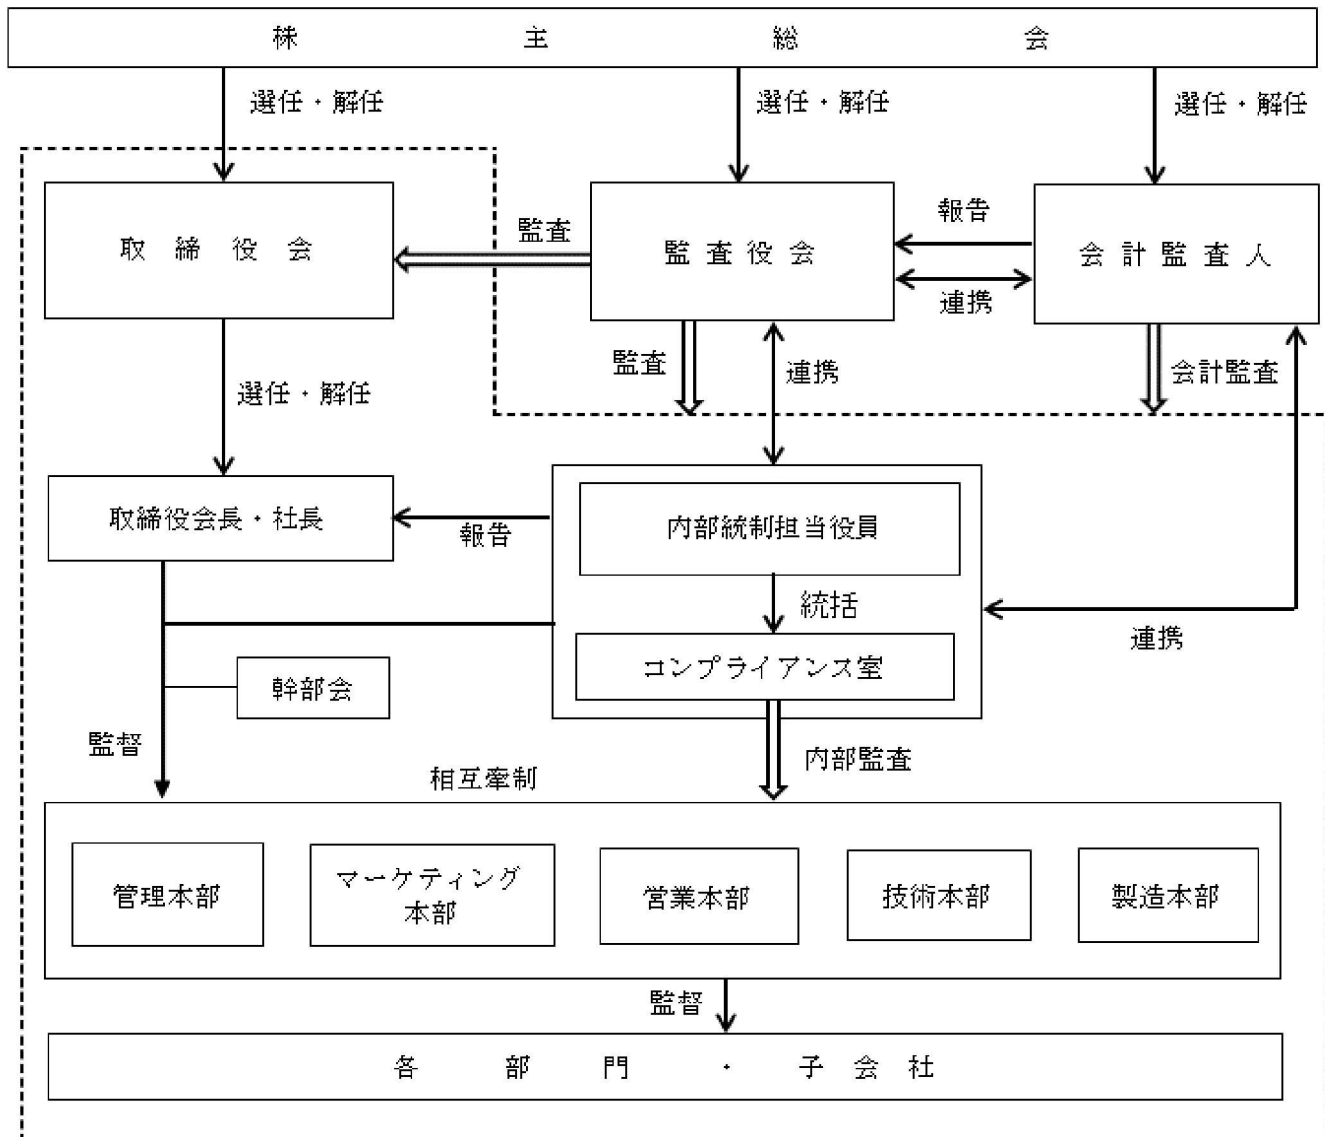 株主総会
選任・解任
選任・解任
選任・解任
取締役会
監査
監査役会
報告
連携
会計監査人
監査
連携
会計監査
選任・解任
取締役会長・社長
報告
内部統制担当役員
統括
コンプライアンス室
連携
幹部会
監督
相互牽制
内部監査
管理本部
マーケティング
本部
営業本部
技術本部
製造本部
監督
各部門・子会社